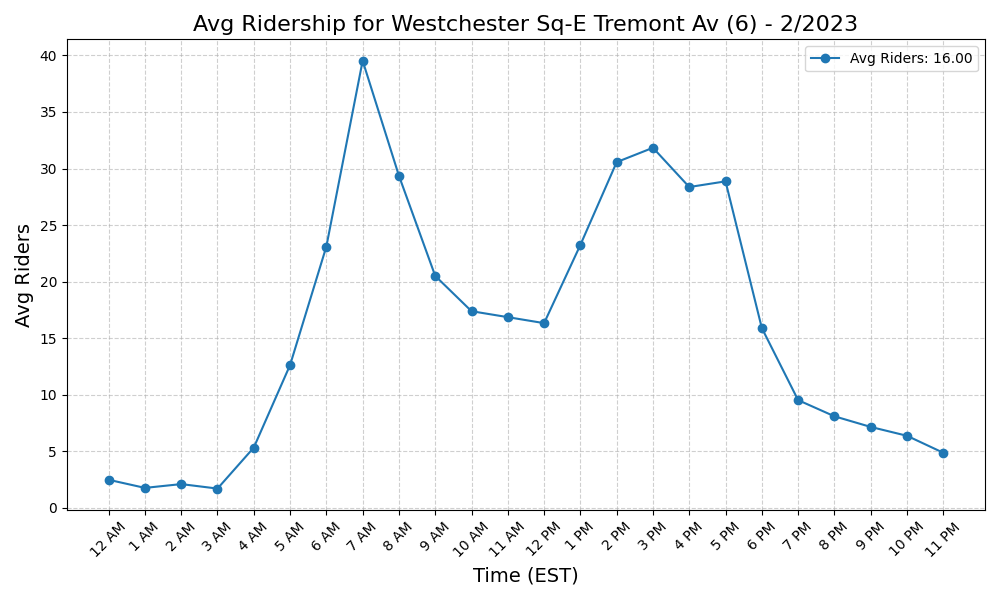 Avg Ridership for Westchester Sq-E Tremont Av (6) - 2/2023
Avg Riders: 16.00
Avg Riders
40
35
30
25
20
15
10
5
0
12 AM
1 AM
2 AM
3 AM
4 AM
5 AM
6 AM
7 AM
8 AM
9 AM
10 AM
11 AM
12 PM
1 PM
2 PM
3 PM
4 PM
5 PM
6 PM
7 PM
8 PM
9 PM
10 PM
11 PM
Time (EST)